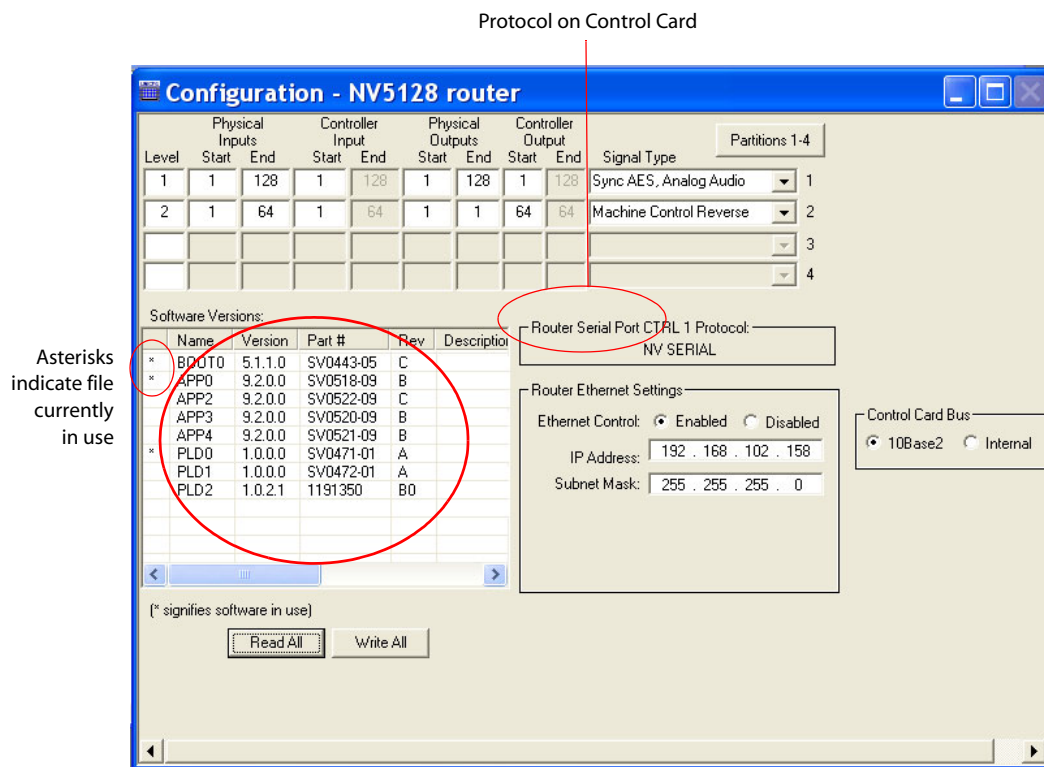 Protocol on Control Card
Configuration - NV5128 router
Physical Inputs Controller Input Physical Outputs Controller Output Partitions 1-4
Level Start End Start End Start End Start End Signal Type
1 1 128 1 128 1 128 1 128 Sync AES, Analog Audio 1
2 1 64 1 64 1 1 64 64 Machine Control Reverse 2
3
4
Software Versions:
Name Version Part # Rev Description
* BOOT0 5.1.1.0 SV0443-05 C
* APP0 9.2.0.0 SV0518-09 B
APP2 9.2.0.0 SV0522-09 C
APP3 9.2.0.0 SV0520-09 B
APP4 9.2.0.0 SV0521-09 B
* PLD0 1.0.0.0 SV0471-01 A
PLD1 1.0.0.0 SV0472-01 A
PLD2 1.0.2.1 1191350 B0
Asterisks
indicate file
currently
in use
Router Serial Port CTRL 1 Protocol:
NV SERIAL
Router Ethernet Settings
Ethernet Control: Enabled Disabled
IP Address: 192 . 168 . 102 . 158
Subnet Mask: 255 . 255 . 255 . 0
Control Card Bus
10Base2 Internal
(* signifies software in use)
Read All Write All